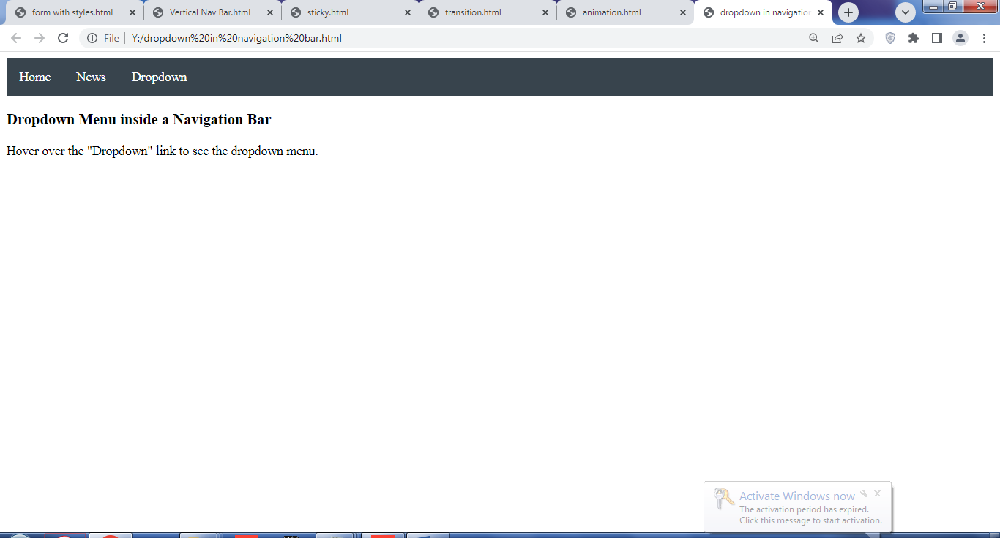 form with styles.html
Vertical Nav Bar.html
sticky.html
transition.html
animation.html
dropdown in navigation
File
Y:/dropdown%20in%20navigation%20bar.html
Home
News
Dropdown
Dropdown Menu inside a Navigation Bar
Hover over the "Dropdown" link to see the dropdown menu.
Activate Windows now
The activation period has expired.
Click this message to start activation.